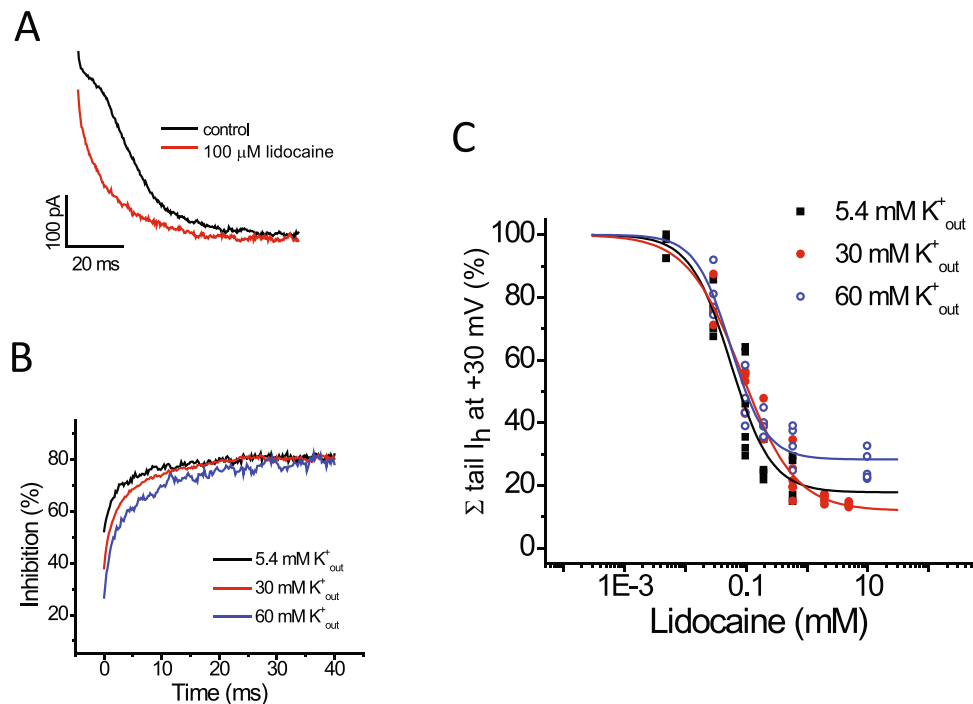 A
control
100 μM lidocaine
100 pA
20 ms
B
Inhibition (%)
80
60
40
20
5.4 mM K⁺out
30 mM K⁺out
60 mM K⁺out
0 10 20 30 40
Time (ms)
C
5.4 mM K⁺out
30 mM K⁺out
60 mM K⁺out
Σ tail Ih at +30 mV (%)
100
80
60
40
20
0
1E-3 0.1 10
Lidocaine (mM)